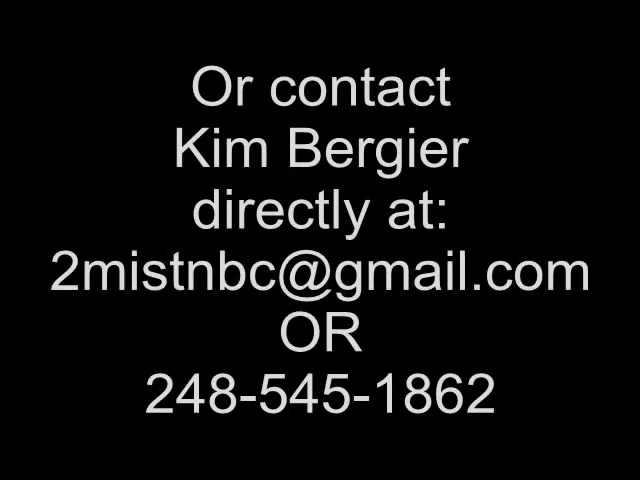 Or contact
Kim Bergier
directly at:
2mistnbc@gmail.com
OR
248-545-1862